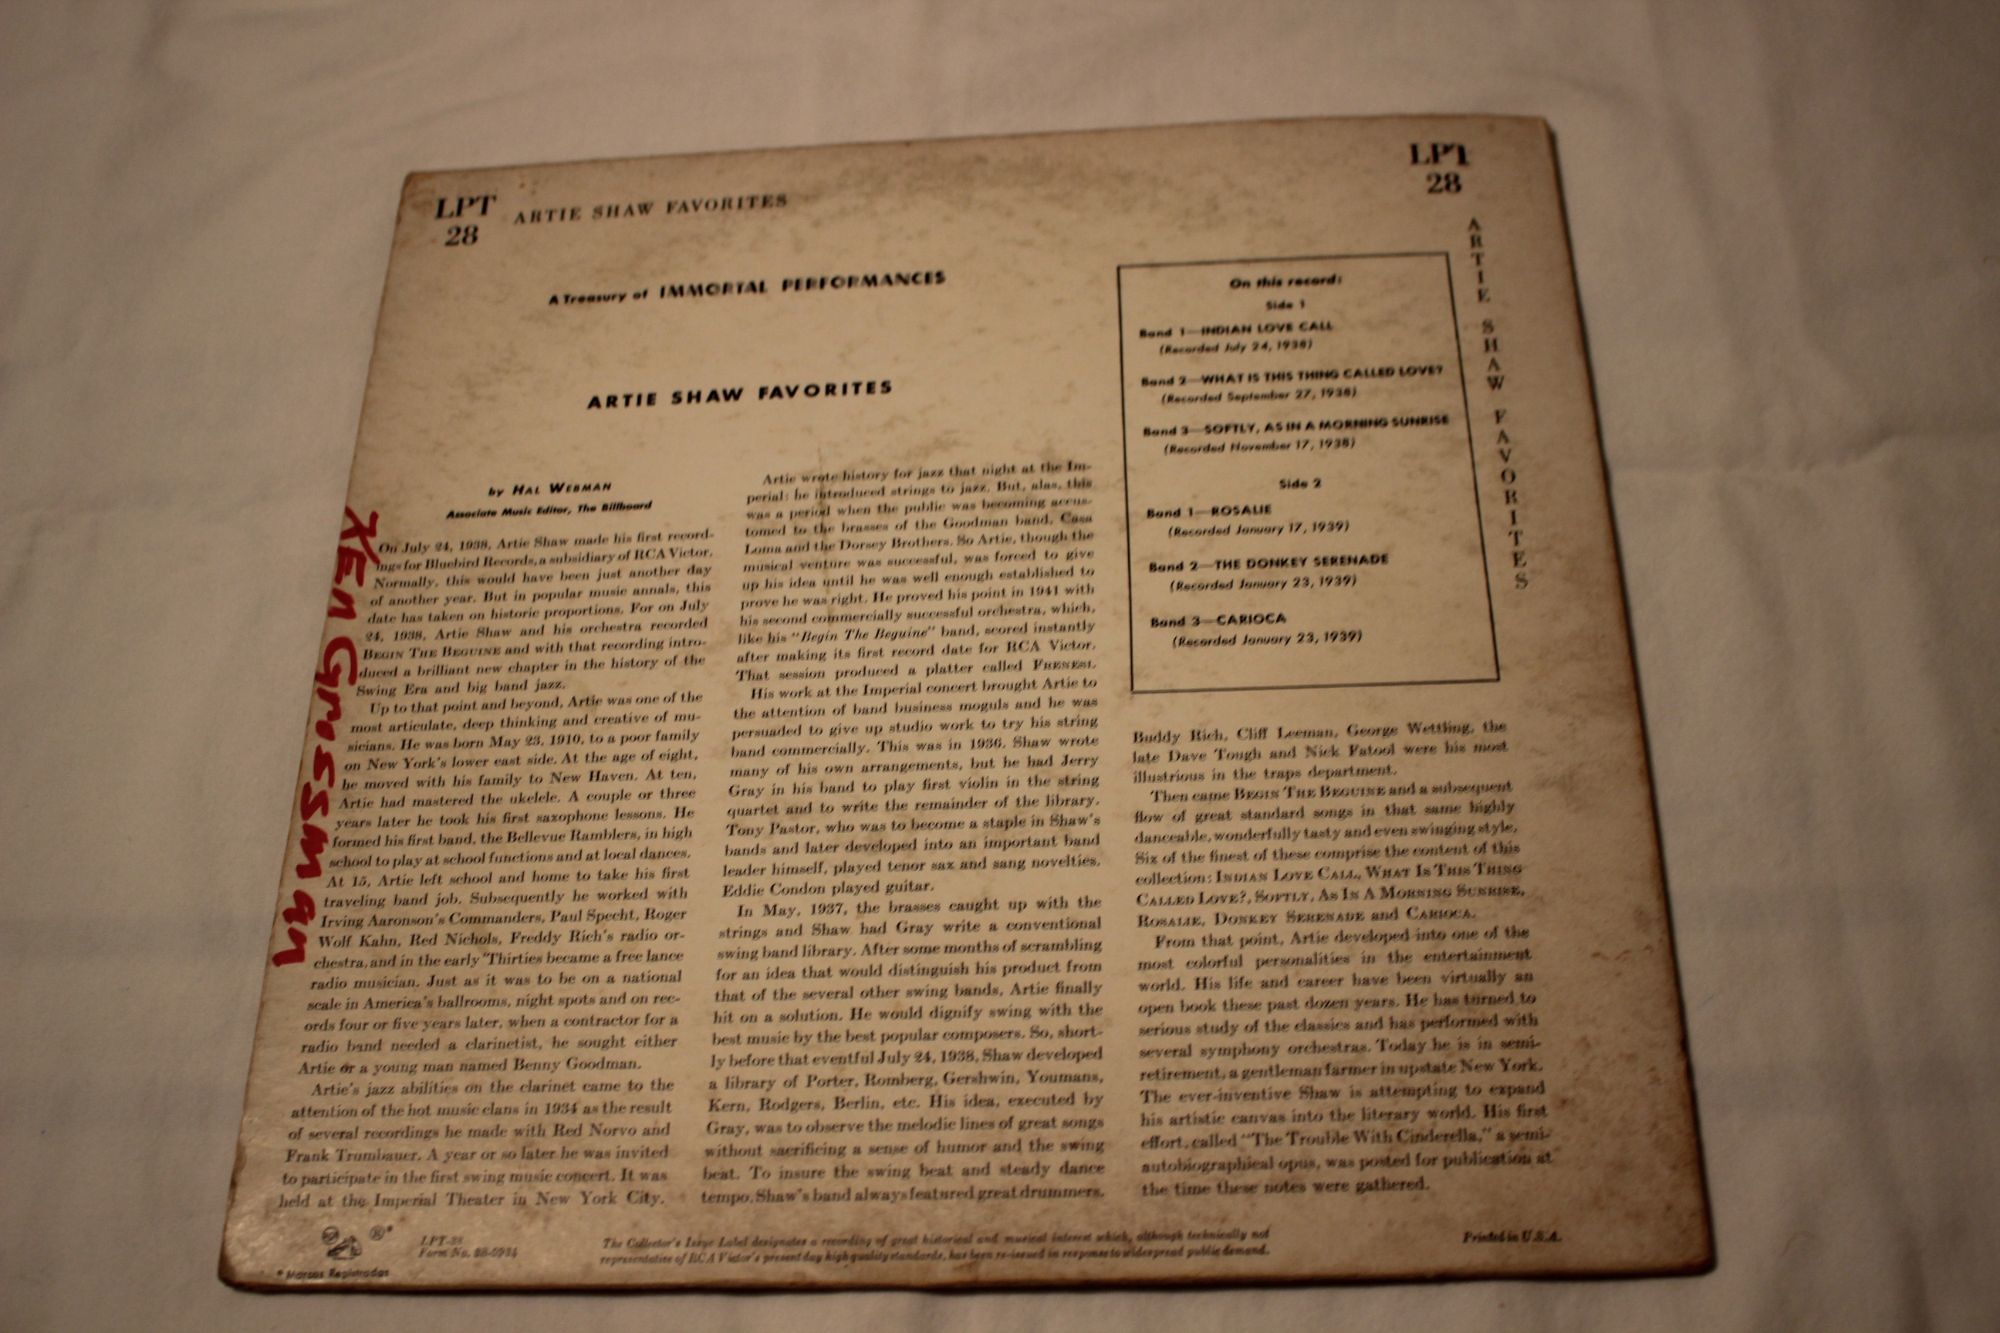 LPT
28
ARTIE SHAW FAVORITES
LPT
28
ARTIE SHAW FAVORITES
A Treasury of IMMORTAL PERFORMANCES
ARTIE SHAW FAVORITES
by HAL WEBMAN
Associate Music Editor, The Billboard
Ken Grossman
On July 24, 1938, Artie Shaw made his first record-
ings for Bluebird Records, a subsidiary of RCA Victor.
Normally, this would have been just another day
of another year. But in popular music annals, this
date has taken on historic proportions. For on July
24, 1938, Artie Shaw and his orchestra recorded
BEGIN THE BEGUINE and with that recording intro-
duced a brilliant new chapter in the history of the
Swing Era and big band jazz.
Up to that point and beyond, Artie was one of the
most articulate, deep thinking and creative of mu-
sicians. He was born May 23, 1910, to a poor family
on New York's lower east side. At the age of eight,
he moved with his family to New Haven. At ten,
Artie had mastered the ukelele. A couple or three
years later he took his first saxophone lessons. He
formed his first band, the Bellevue Ramblers, in high
school to play at school functions and at local dances.
At 15, Artie left school and home to take his first
traveling band job. Subsequently he worked with
Irving Aaronson's Commanders, Paul Specht, Roger
Wolf Kahn, Red Nichols, Freddy Rich's radio or-
chestra, and in the early 'Thirties became a free lance
radio musician. Just as it was to be on a national
scale in America's ballrooms, night spots and on rec-
ords four or five years later, when a contractor for a
radio band needed a clarinetist, he sought either
Artie or a young man named Benny Goodman.
Artie's jazz abilities on the clarinet came to the
attention of the hot music clans in 1934 as the result
of several recordings he made with Red Norvo and
Frank Trumbauer. A year or so later he was invited
to participate in the first swing music concert. It was
held at the Imperial Theater in New York City.
Artie wrote history for jazz that night at the Im-
perial: he introduced strings to jazz. But, alas, this
was a period when the public was becoming accus-
tomed to the brasses of the Goodman band, Casa
Loma and the Dorsey Brothers. So Artie, though the
musical venture was successful, was forced to give
up his idea until he was well enough established to
prove he was right. He proved his point in 1941 with
his second commercially successful orchestra, which,
like his "Begin The Beguine" band, scored instantly
after making its first record date for RCA Victor.
That session produced a platter called FRENESI.
His work at the Imperial concert brought Artie to
the attention of band business moguls and he was
persuaded to give up studio work to try his string
band commercially. This was in 1936. Shaw wrote
many of his own arrangements, but he had Jerry
Gray in his band to play first violin in the string
quartet and to write the remainder of the library.
Tony Pastor, who was to become a staple in Shaw's
bands and later developed into an important band
leader himself, played tenor sax and sang novelties.
Eddie Condon played guitar.
In May, 1937, the brasses caught up with the
strings and Shaw had Gray write a conventional
swing band library. After some months of scrambling
for an idea that would distinguish his product from
that of the several other swing bands, Artie finally
hit on a solution. He would dignify swing with the
best music by the best popular composers. So, short-
ly before that eventful July 24, 1938, Shaw developed
a library of Porter, Romberg, Gershwin, Youmans,
Kern, Rodgers, Berlin, etc. His idea, executed by
Gray, was to observe the melodic lines of great songs
without sacrificing a sense of humor and the swing
beat. To insure the swing beat and steady dance
tempo, Shaw's band always featured great drummers.
On this record:
Side 1
Band 1—INDIAN LOVE CALL
(Recorded July 24, 1938)
Band 2—WHAT IS THIS THING CALLED LOVE?
(Recorded September 27, 1938)
Band 3—SOFTLY, AS IN A MORNING SUNRISE
(Recorded November 17, 1938)
Side 2
Band 1—ROSALIE
(Recorded January 17, 1939)
Band 2—THE DONKEY SERENADE
(Recorded January 23, 1939)
Band 3—CARIOCA
(Recorded January 23, 1939)
Buddy Rich, Cliff Leeman, George Wettling, the
late Dave Tough and Nick Fatool were his most
illustrious in the traps department.
Then came BEGIN THE BEGUINE and a subsequent
flow of great standard songs in that same highly
danceable, wonderfully tasty and even swinging style.
Six of the finest of these comprise the content of this
collection: INDIAN LOVE CALL, WHAT IS THIS THING
CALLED LOVE?, SOFTLY, AS IN A MORNING SUNRISE,
ROSALIE, DONKEY SERENADE and CARIOCA.
From that point, Artie developed into one of the
most colorful personalities in the entertainment
world. His life and career have been virtually an
open book these past dozen years. He has turned to
serious study of the classics and has performed with
several symphony orchestras. Today he is in semi-
retirement, a gentleman farmer in upstate New York.
The ever-inventive Shaw is attempting to expand
his artistic canvas into the literary world. His first
effort, called "The Trouble With Cinderella," a semi-
autobiographical opus, was posted for publication at
the time these notes were gathered.
LPT-28
Form No.
* Marcas Registradas
The Collector's Issue Label designates a recording of great historical and musical interest which, although technically not
representative of RCA Victor's present day high quality standards, has been re-issued in response to widespread public demand.
Printed in U.S.A.